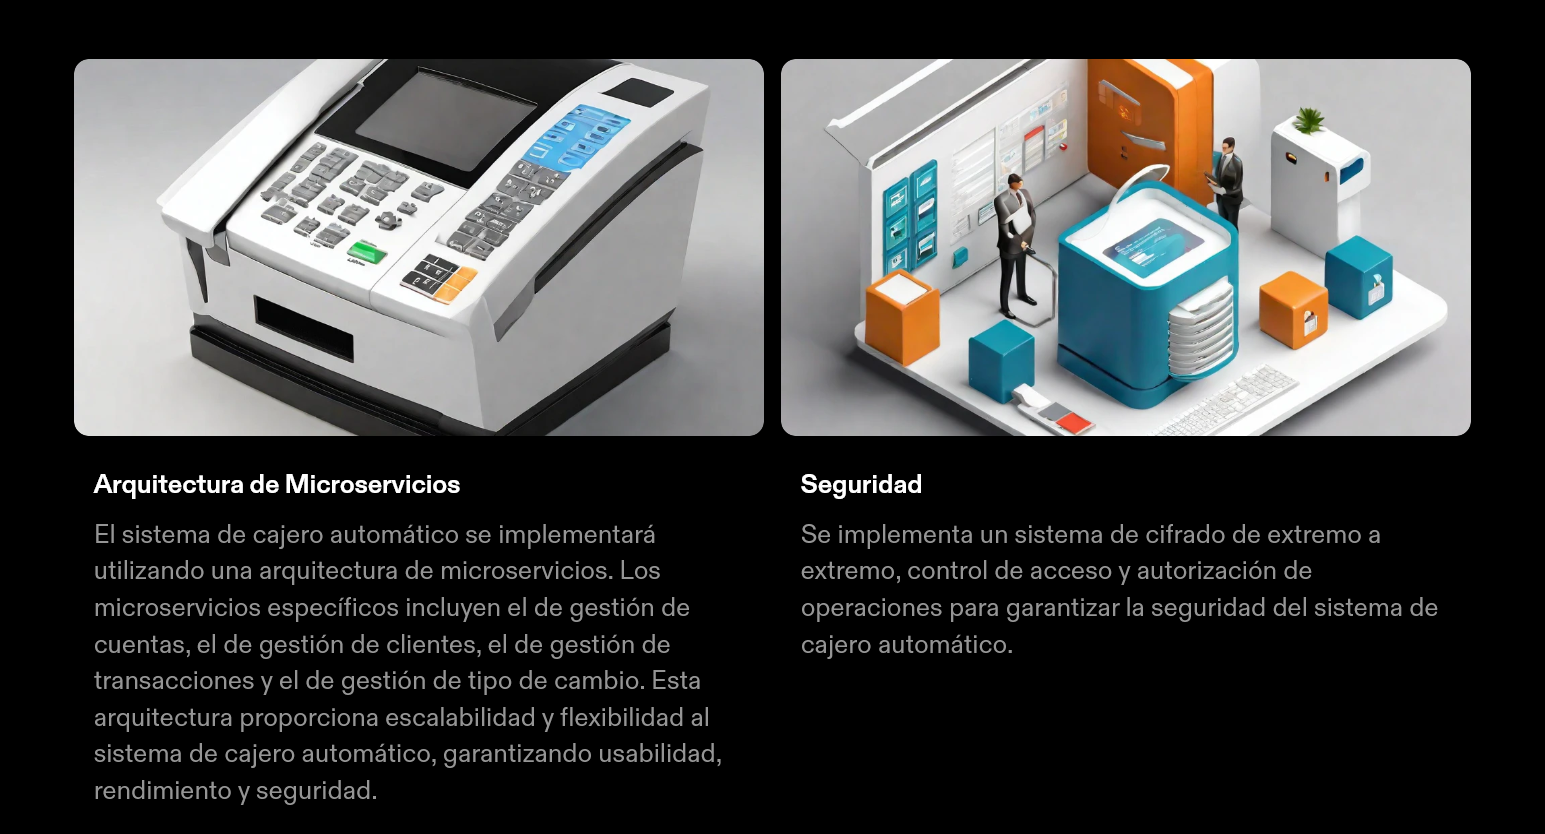 Arquitectura de Microservicios
El sistema de cajero automático se implementará
utilizando una arquitectura de microservicios. Los
microservicios específicos incluyen el de gestión de
cuentas, el de gestión de clientes, el de gestión de
transacciones y el de gestión de tipo de cambio. Esta
arquitectura proporciona escalabilidad y flexibilidad al
sistema de cajero automático, garantizando usabilidad,
rendimiento y seguridad.
Seguridad
Se implementa un sistema de cifrado de extremo a
extremo, control de acceso y autorización de
operaciones para garantizar la seguridad del sistema de
cajero automático.